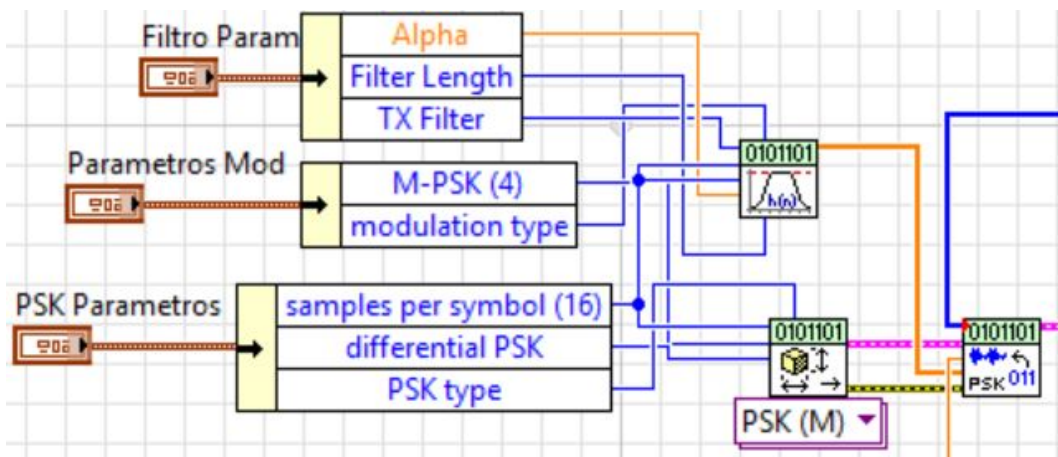 Filtro Param
Alpha
Filter Length
TX Filter
Parametros Mod
M-PSK (4)
modulation type
PSK Parametros
samples per symbol (16)
differential PSK
PSK type
0101101
h(n)
0101101
PSK (M)
0101101
PSK 011